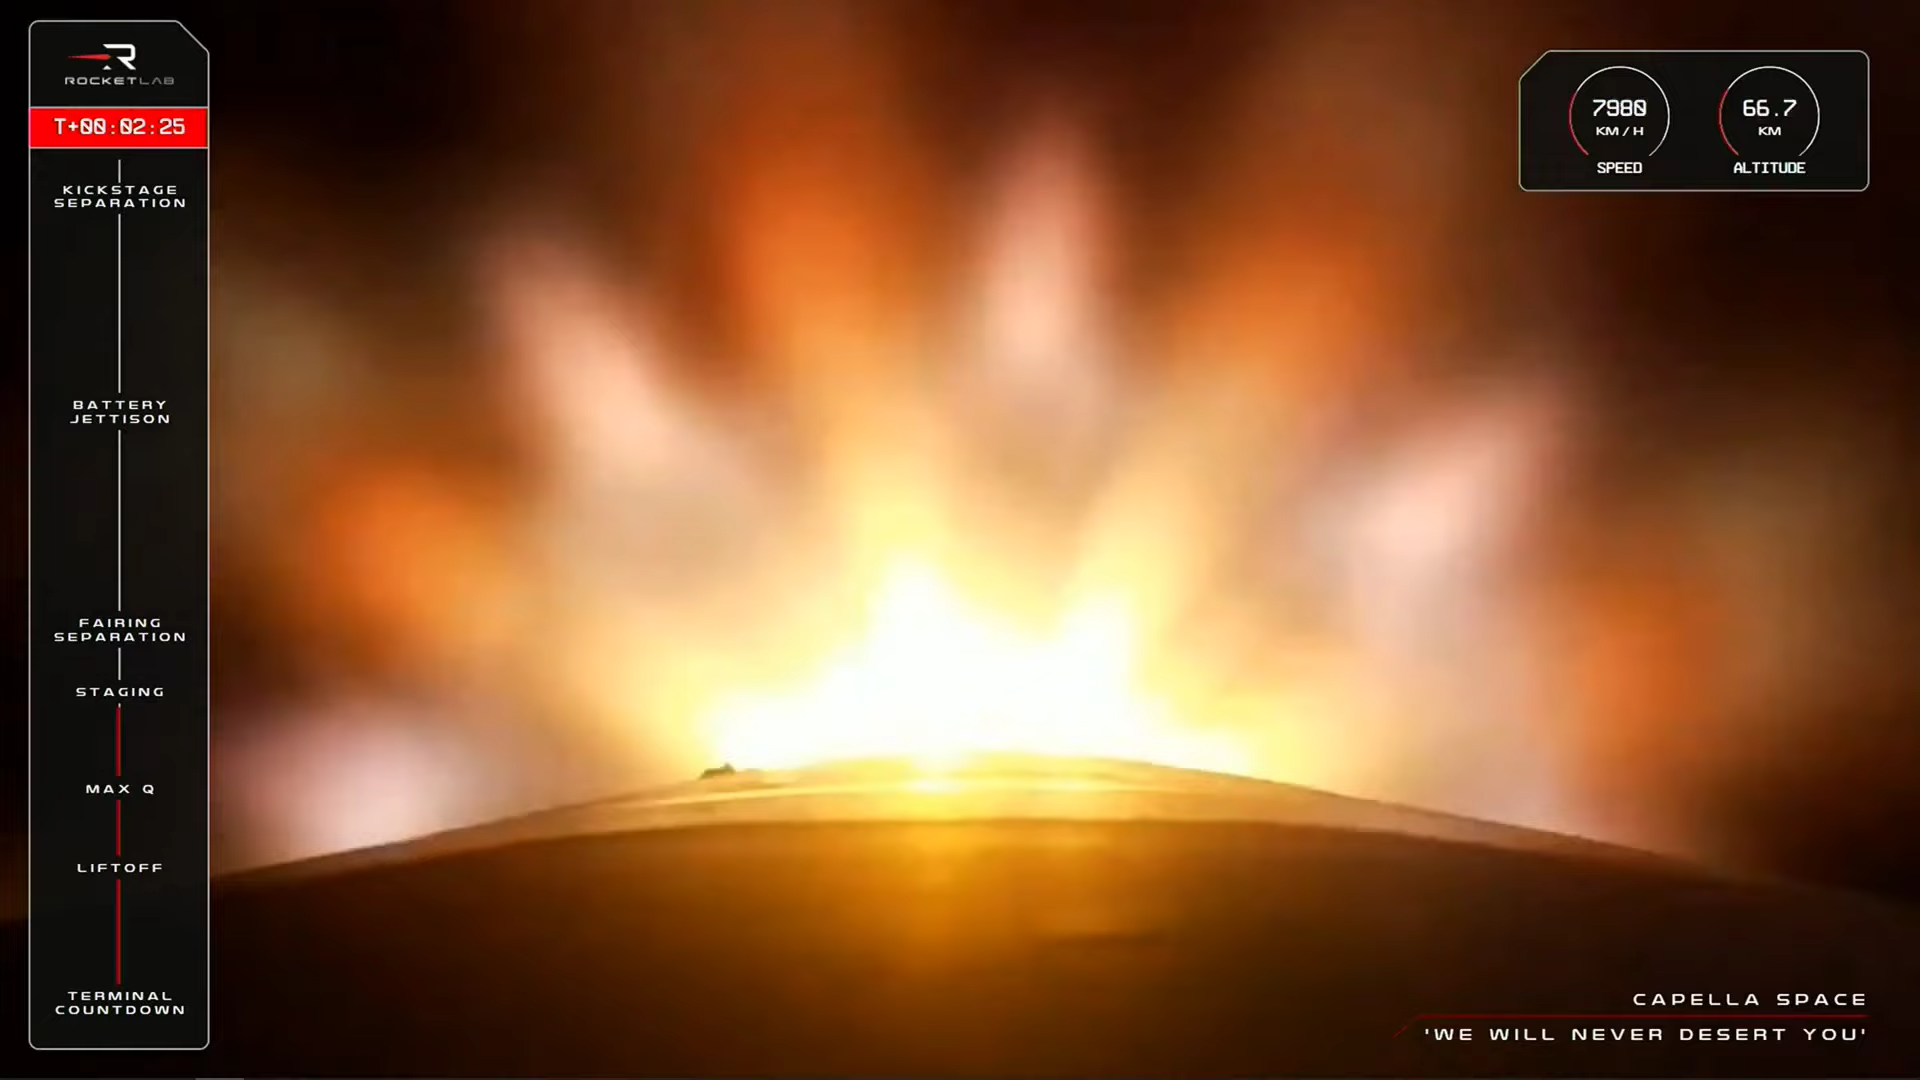 ROCKETLAB
T+00:02:25
KICKSTAGE
SEPARATION
BATTERY
JETTISON
FAIRING
SEPARATION
STAGING
MAX Q
LIFTOFF
TERMINAL
COUNTDOWN
7980
KM/H
SPEED
66.7
KM
ALTITUDE
CAPELLA SPACE
'WE WILL NEVER DESERT YOU'